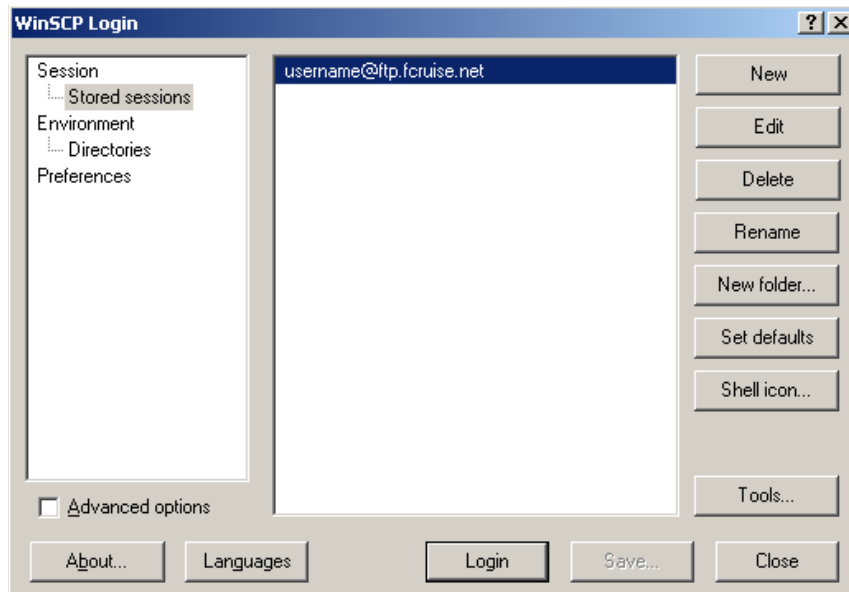 WinSCP Login
Session
Stored sessions
Environment
Directories
Preferences
username@ftp.fcruise.net
New
Edit
Delete
Rename
New folder...
Set defaults
Shell icon...
Tools...
Advanced options
About...
Languages
Login
Save...
Close